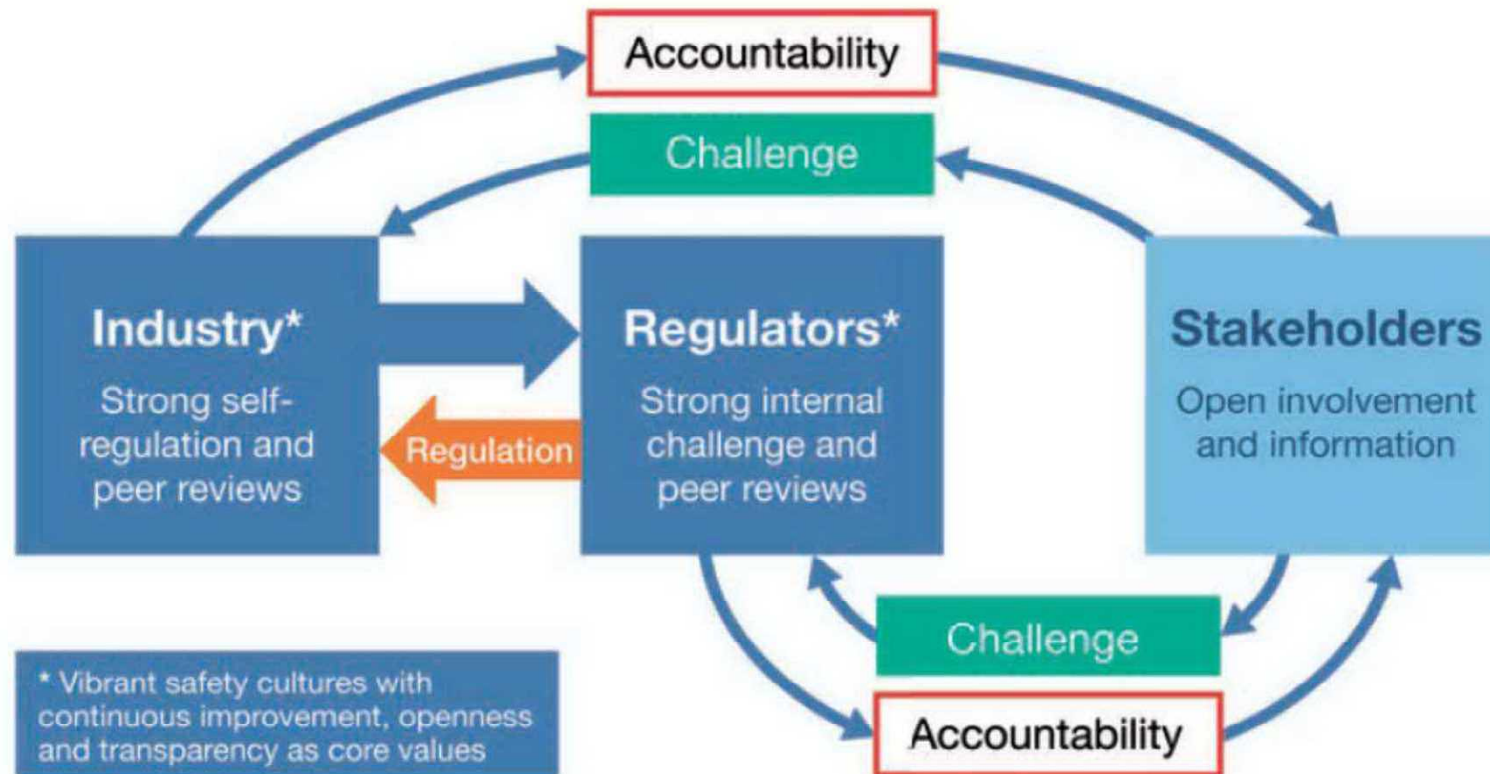 Accountability
Challenge
Industry*
Strong self-
regulation and
peer reviews
Regulation
Regulators*
Strong internal
challenge and
peer reviews
Stakeholders
Open involvement
and information
Challenge
Accountability
* Vibrant safety cultures with
continuous improvement, openness
and transparency as core values